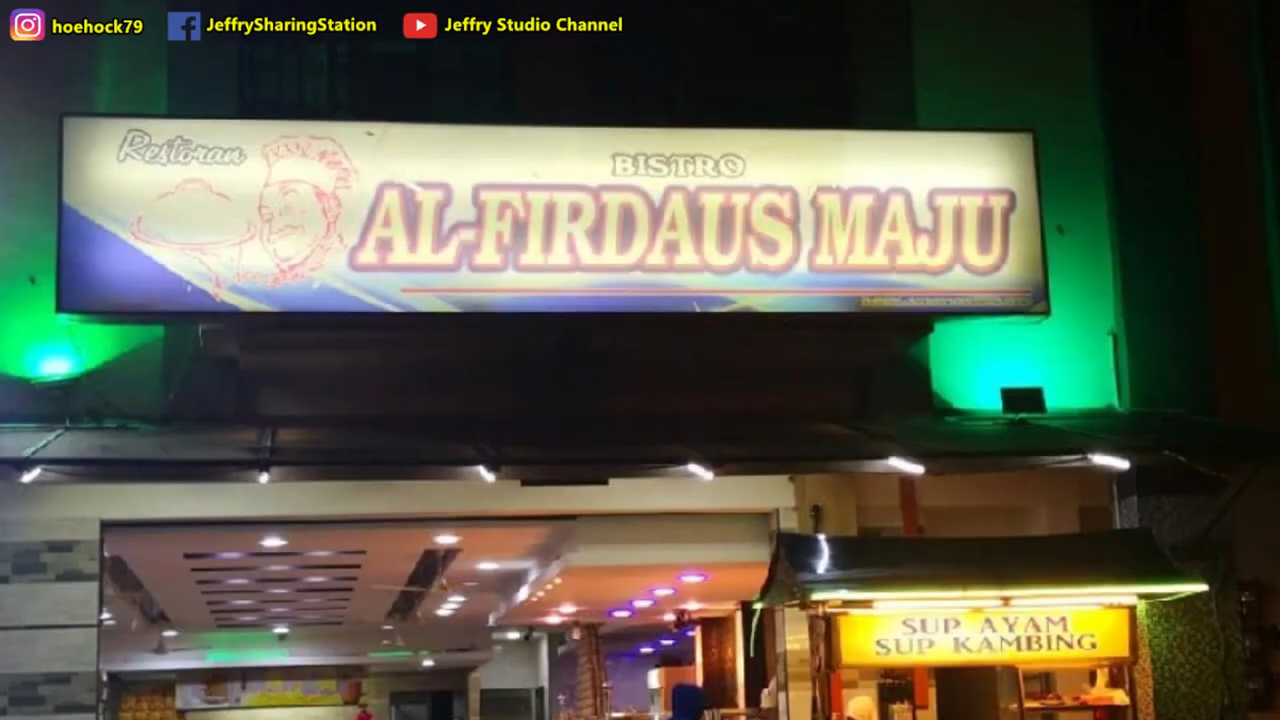 hoehock79 JeffrySharingStation Jeffry Studio Channel
Restoran
BISTRO
AL-FIRDAUS MAJU
SUP AYAM
SUP KAMBING